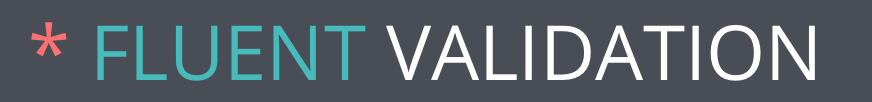 * FLUENT VALIDATION